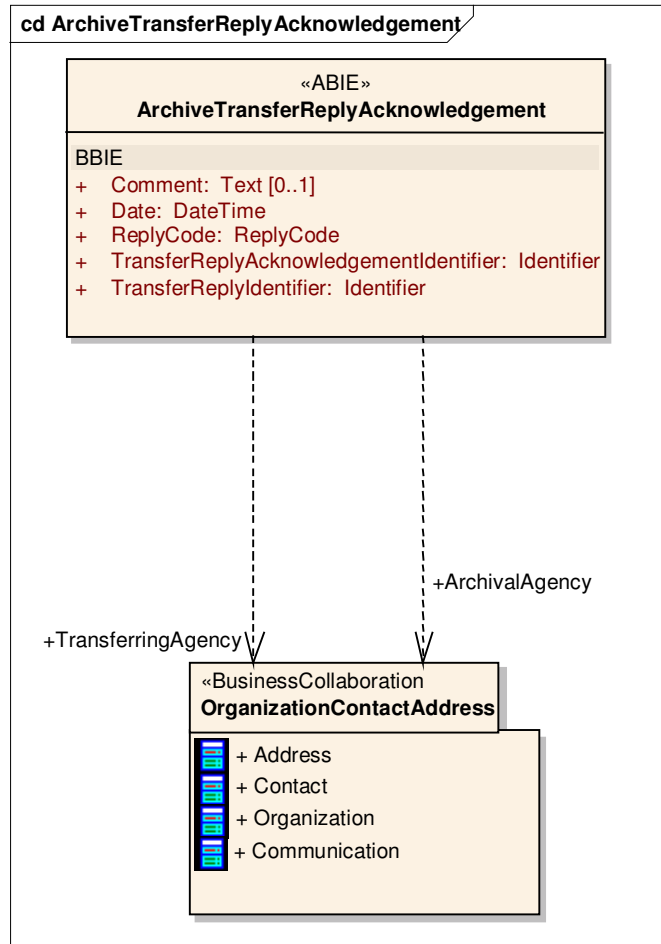 cd ArchiveTransferReplyAcknowledgement
«ABIE»
ArchiveTransferReplyAcknowledgement
BBIE
+ Comment: Text [0..1]
+ Date: DateTime
+ ReplyCode: ReplyCode
+ TransferReplyAcknowledgementIdentifier: Identifier
+ TransferReplyIdentifier: Identifier
+ArchivalAgency
+TransferringAgency
«BusinessCollaboration
OrganizationContactAddress
+ Address
+ Contact
+ Organization
+ Communication